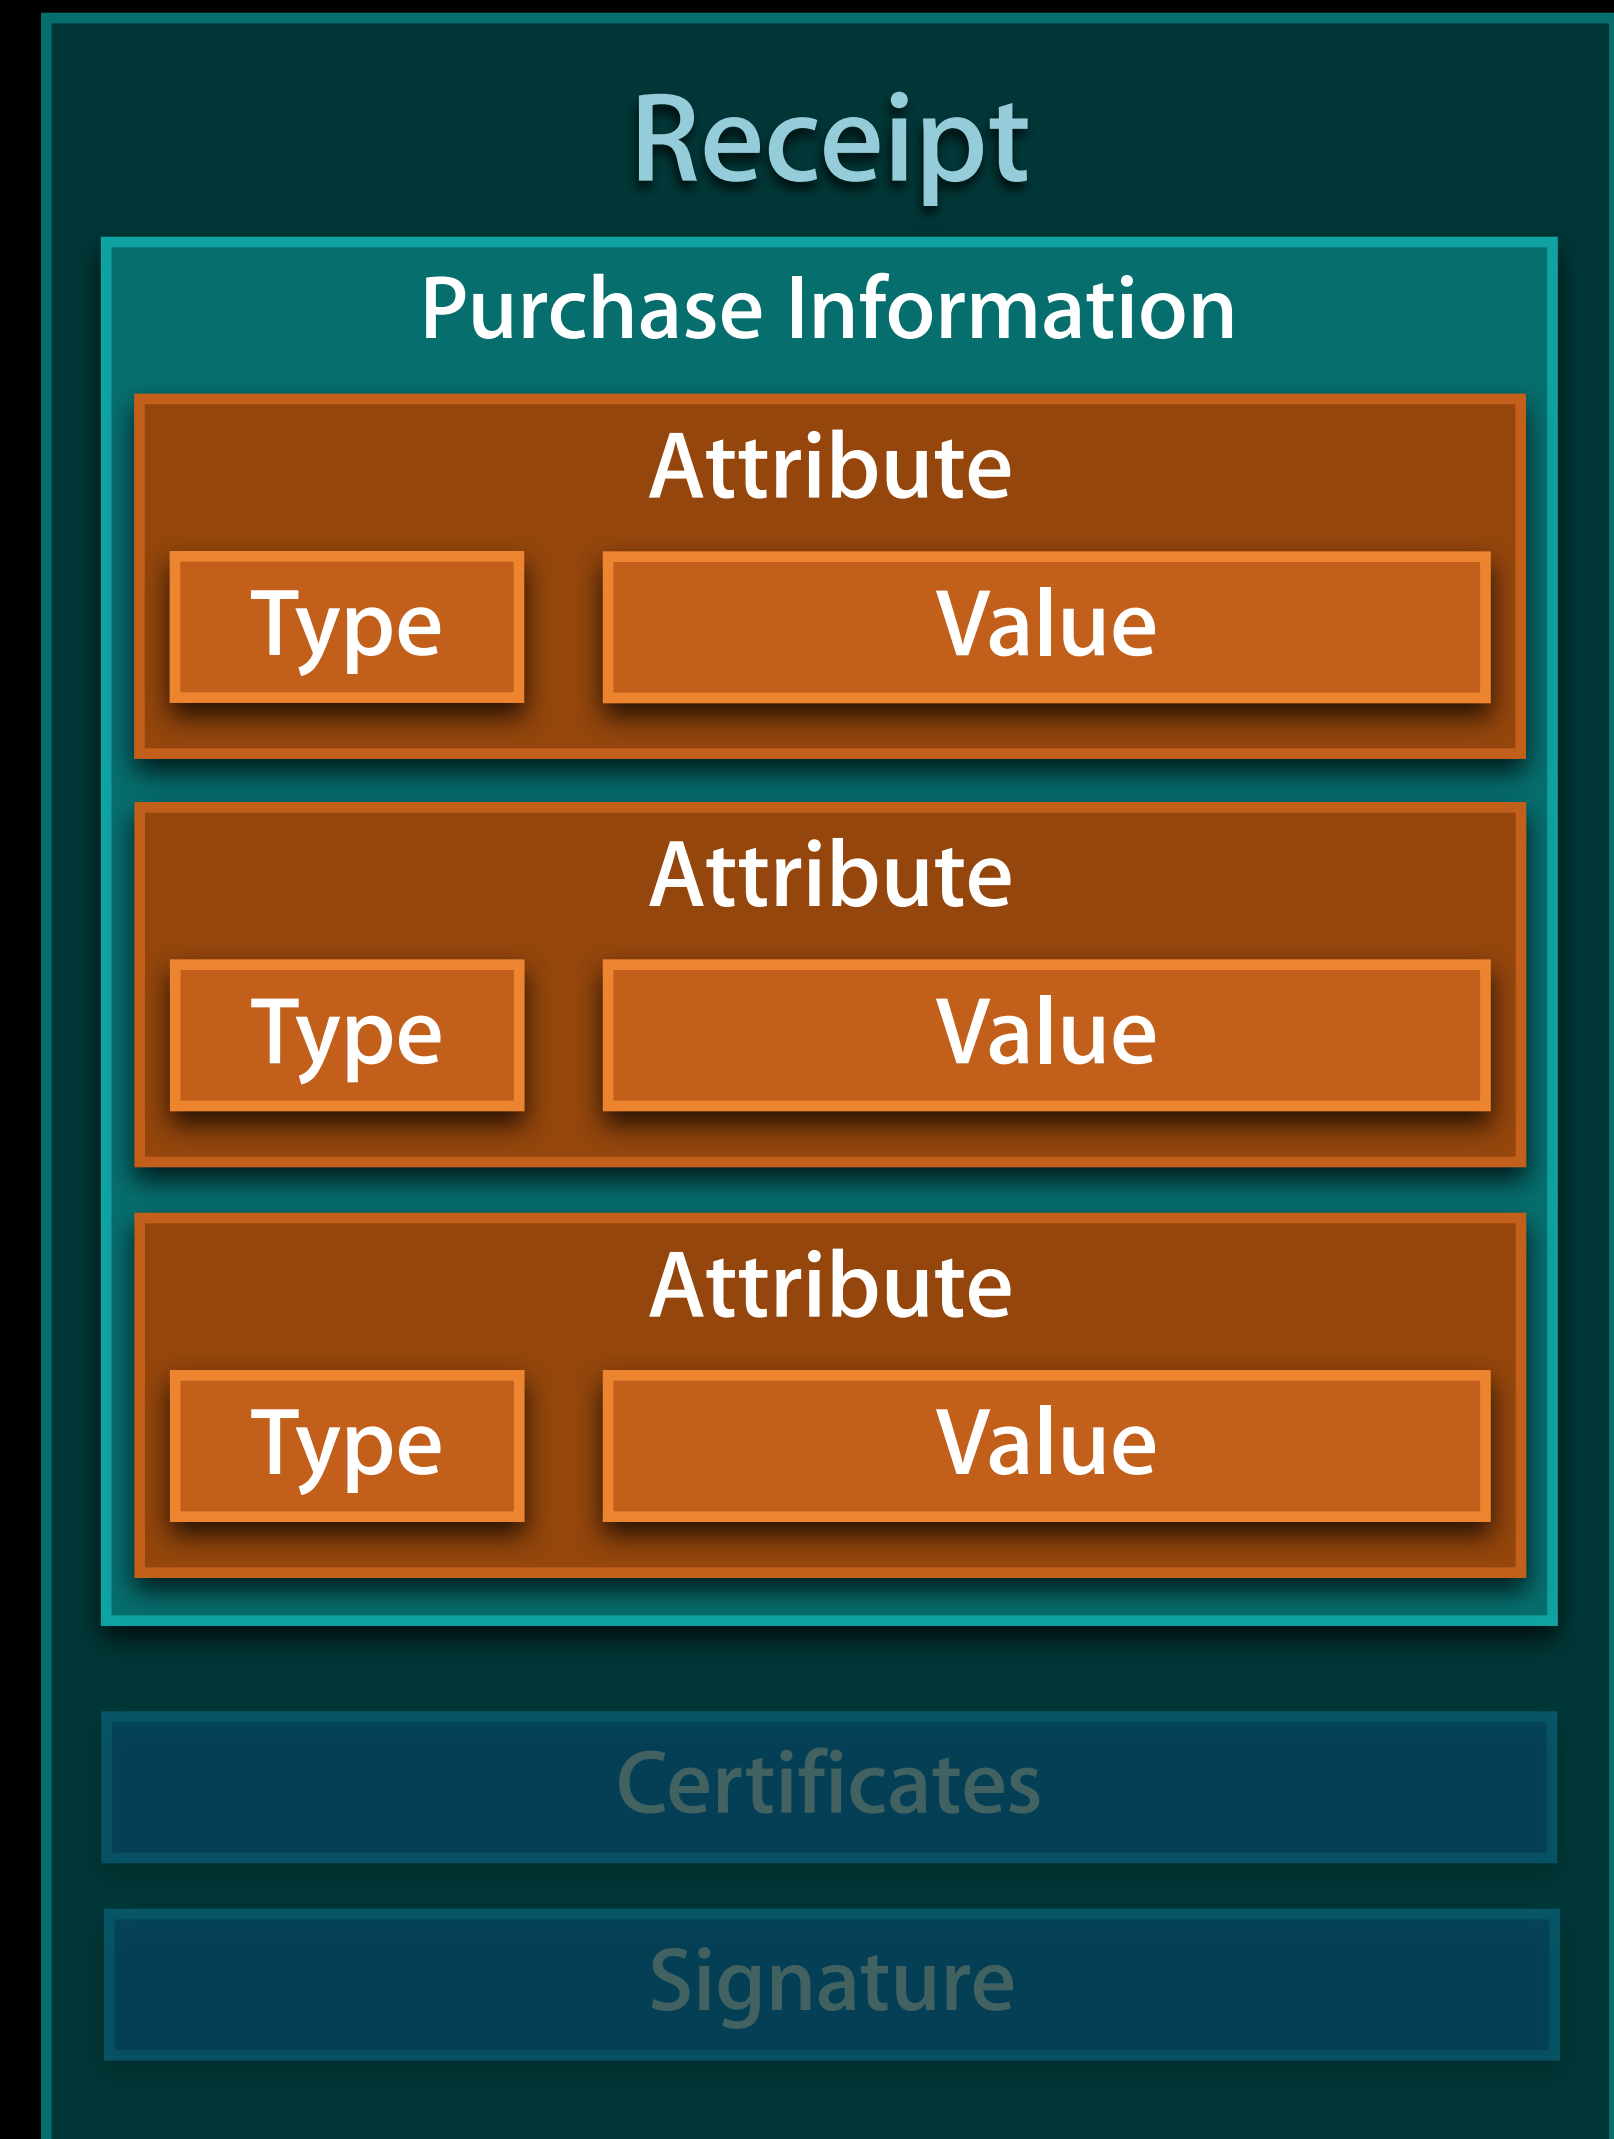 Receipt
Purchase Information
Attribute
Type Value
Attribute
Type Value
Attribute
Type Value
Certificates
Signature